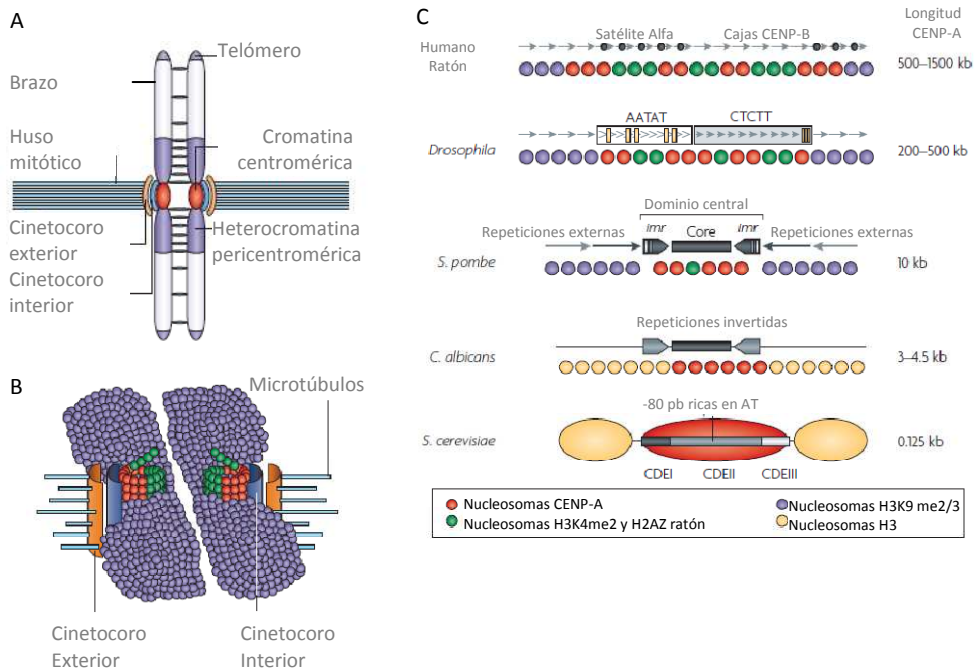 A
Telómero
Brazo
Huso
mitótico
Cromatina
centromérica
Cinetocoro
exterior
Cinetocoro
interior
Heterocromatina
pericentromérica
B
Microtúbulos
Cinetocoro
Exterior
Cinetocoro
Interior
C
Longitud
CENP-A
Satélite Alfa
Cajas CENP-B
Humano
Ratón
500–1500 kb
AATAT
CTCTT
Drosophila
200–500 kb
Dominio central
imr
Core
imr
Repeticiones externas
Repeticiones externas
S. pombe
10 kb
Repeticiones invertidas
C. albicans
3–4.5 kb
-80 pb ricas en AT
S. cerevisiae
0.125 kb
CDEI
CDEII
CDEIII
Nucleosomas CENP-A
Nucleosomas H3K9 me2/3
Nucleosomas H3K4me2 y H2AZ ratón
Nucleosomas H3